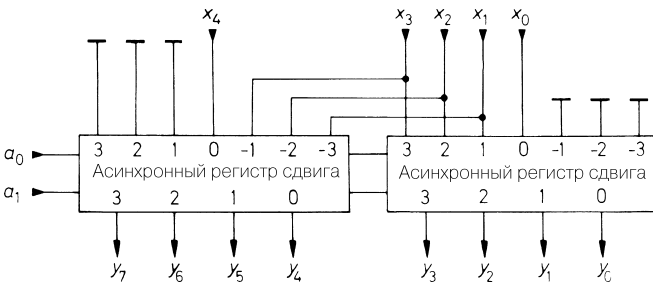 x₄ x₃ x₂ x₁ x₀
a₀ 3 2 1 0 -1 -2 -3 3 2 1 0 -1 -2 -3
Асинхронный регистр сдвига Асинхронный регистр сдвига
a₁ 3 2 1 0 3 2 1 0
y₇ y₆ y₅ y₄ y₃ y₂ y₁ y₀